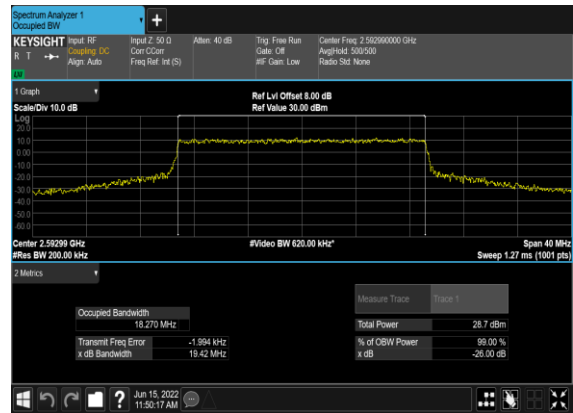 Spectrum Analyzer 1
Occupied BW
+
KEYSIGHT Input: RF Input Z: 50 Ω Atten: 40 dB Trig: Free Run Center Freq: 2.592990000 GHz
R T Coupling: DC Corr CCorr Gate: Off Avg|Hold: 500/500
Align: Auto Freq Ref: Int (S) #IF Gain: Low Radio Std: None
LW
1 Graph
Ref Lvl Offset 8.00 dB
Scale/Div 10.0 dB Ref Value 30.00 dBm
Log
20.0
10.0
0.00
-10.0
-20.0
-30.0
-40.0
-50.0
-60.0
Center 2.59299 GHz #Video BW 620.00 kHz* Span 40 MHz
#Res BW 200.00 kHz Sweep 1.27 ms (1001 pts)
2 Metrics
Measure Trace Trace 1
Occupied Bandwidth
18.270 MHz Total Power 28.7 dBm
Transmit Freq Error -1.994 kHz % of OBW Power 99.00 %
x dB Bandwidth 19.42 MHz x dB -26.00 dB
? Jun 15, 2022
11:50:17 AM